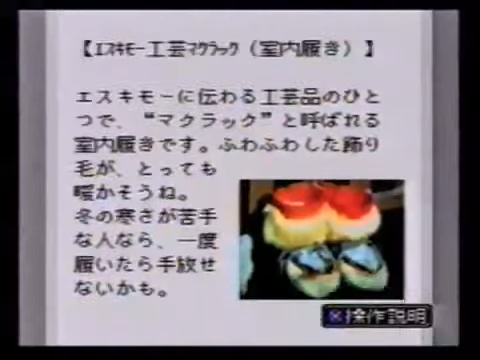 【エスキモー工芸マクラック（室内履き）】
エスキモーに伝わる工芸品のひと
つで、“マクラック”と呼ばれる
室内履きです。ふわふわした飾り
毛が、とっても
暖かそうね。
冬の寒さが苦手
な人なら、一度
履いたら手放せ
ないかも。
※操作説明